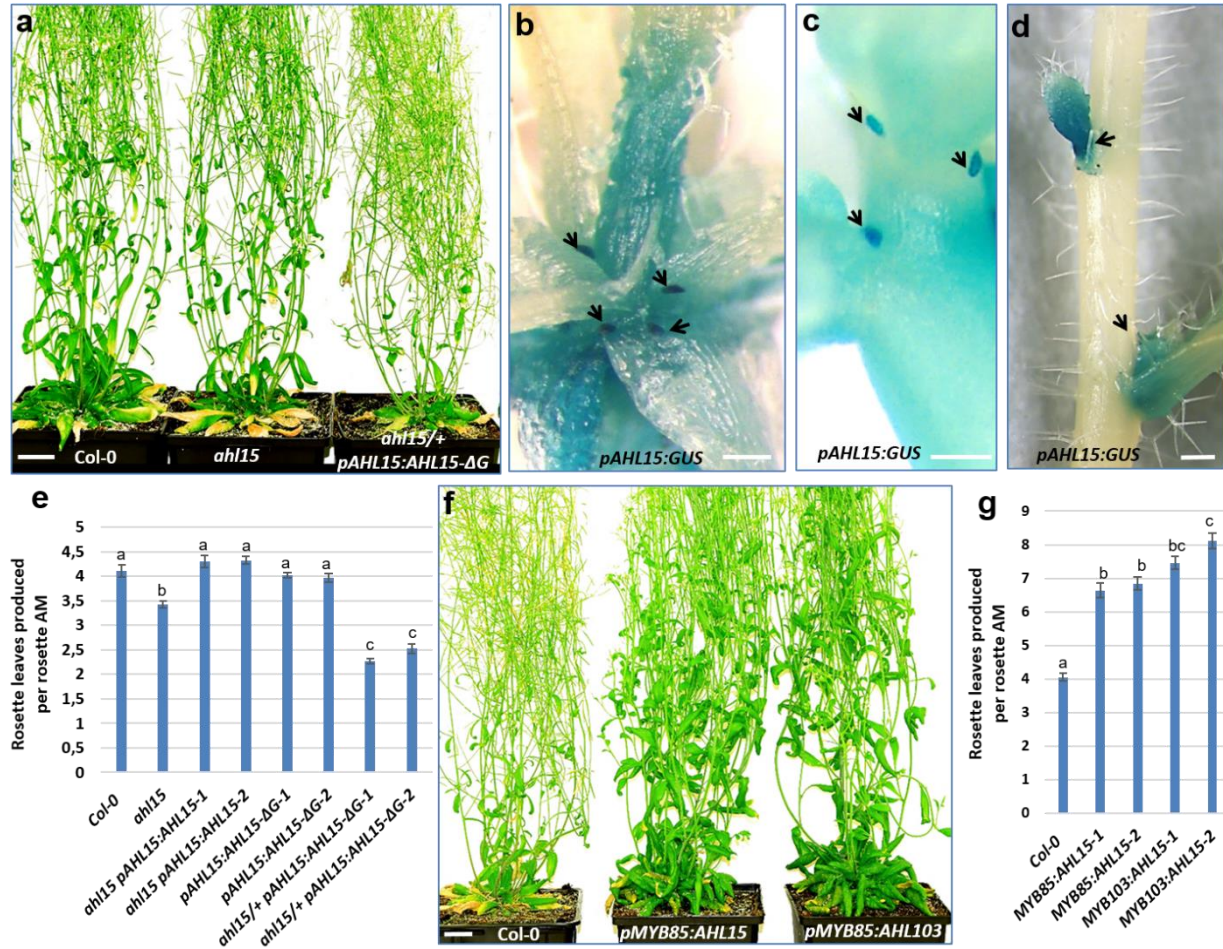 a
Col-0
ahl15
ahl15/+
pAHL15:AHL15-ΔG
b
pAHL15:GUS
c
pAHL15:GUS
d
pAHL15:GUS
e
Rosette leaves produced
per rosette AM
5
4,5
4
3,5
3
2,5
2
1,5
1
0,5
0
a
b
a
a
a
a
c
c
Col-0
ahl15
ahl15 pAHL15:AHL15-1
ahl15 pAHL15:AHL15-2
pAHL15:AHL15-ΔG-1
pAHL15:AHL15-ΔG-2
ahl15/+ pAHL15:AHL15-ΔG-1
ahl15/+ pAHL15:AHL15-ΔG-2
f
Col-0
pMYB85:AHL15
pMYB85:AHL103
g
Rosette leaves produced
per rosette AM
9
8
7
6
5
4
3
2
1
0
a
b
b
bc
c
Col-0
MYB85:AHL15-1
MYB85:AHL15-2
MYB103:AHL15-1
MYB103:AHL15-2